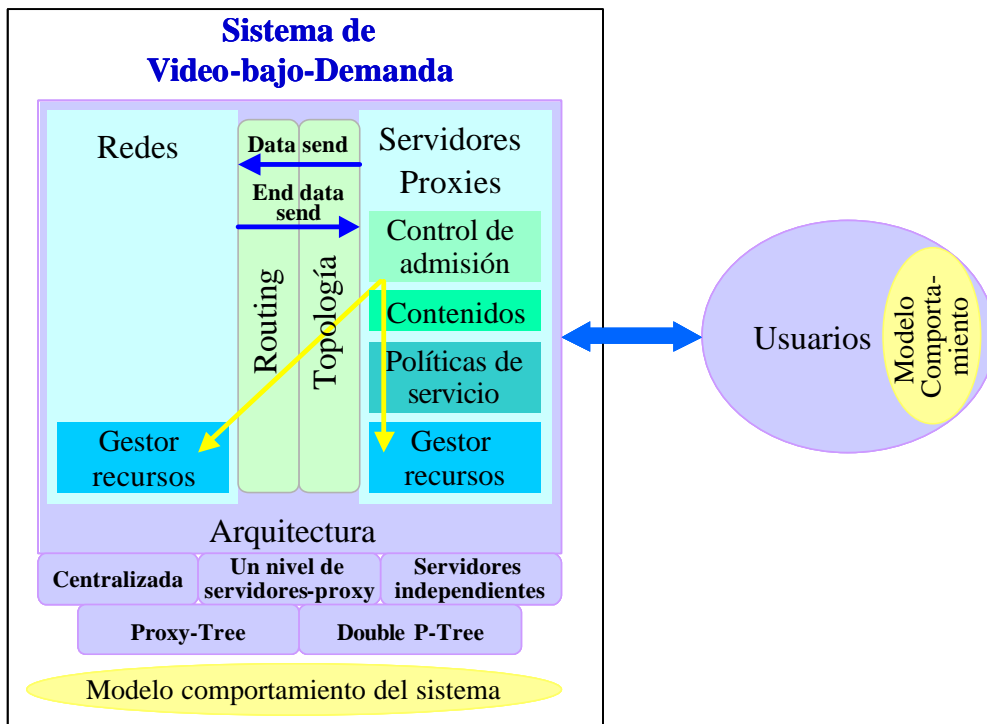 Sistema de
Video-bajo-Demanda
Redes
Data send
End data
send
Routing
Topología
Servidores
Proxies
Control de
admisión
Contenidos
Políticas de
servicio
Gestor
recursos
Gestor
recursos
Arquitectura
Centralizada
Un nivel de
servidores-proxy
Servidores
independientes
Proxy-Tree
Double P-Tree
Modelo comportamiento del sistema
Usuarios
Modelo
Comporta-
miento